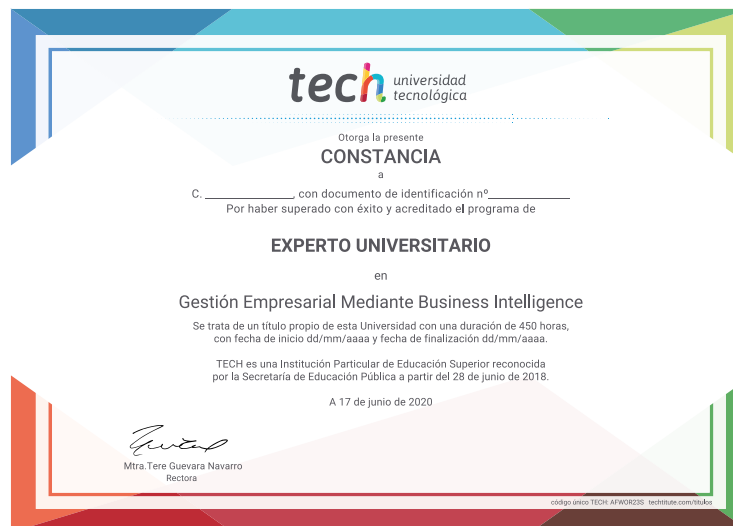 tech universidad
tecnológica
Otorga la presente
CONSTANCIA
a
C. ______________, con documento de identificación nº_____________
Por haber superado con éxito y acreditado el programa de
EXPERTO UNIVERSITARIO
en
Gestión Empresarial Mediante Business Intelligence
Se trata de un título propio de esta Universidad con una duración de 450 horas,
con fecha de inicio dd/mm/aaaa y fecha de finalización dd/mm/aaaa.
TECH es una Institución Particular de Educación Superior reconocida
por la Secretaría de Educación Pública a partir del 28 de junio de 2018.
A 17 de junio de 2020
Mtra.Tere Guevara Navarro
Rectora
código único TECH: AFWOR23S techtitute.com/titulos